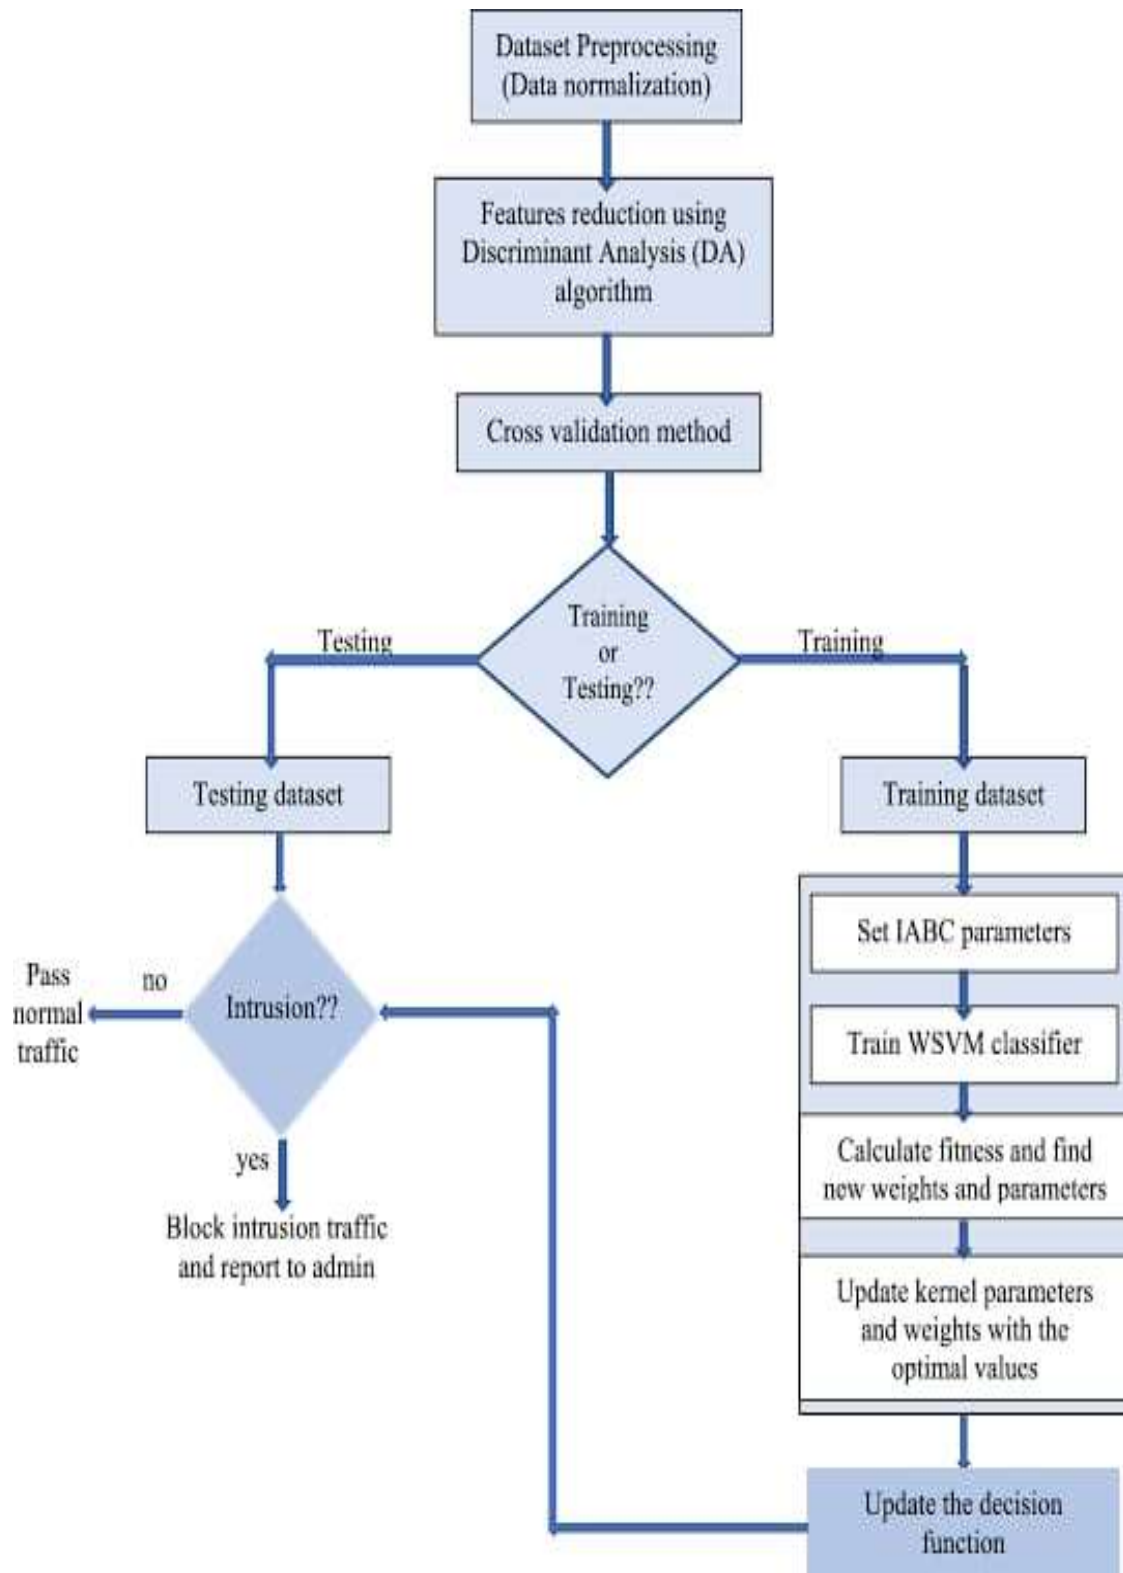 Dataset Preprocessing
(Data normalization)
Features reduction using
Discriminant Analysis (DA)
algorithm
Cross validation method
Training
or
Testing??
Testing
Training
Testing dataset
Training dataset
Set IABC parameters
Train WSVM classifier
Calculate fitness and find
new weights and parameters
Update kernel parameters
and weights with the
optimal values
Update the decision
function
Intrusion??
no
Pass
normal
traffic
yes
Block intrusion traffic
and report to admin